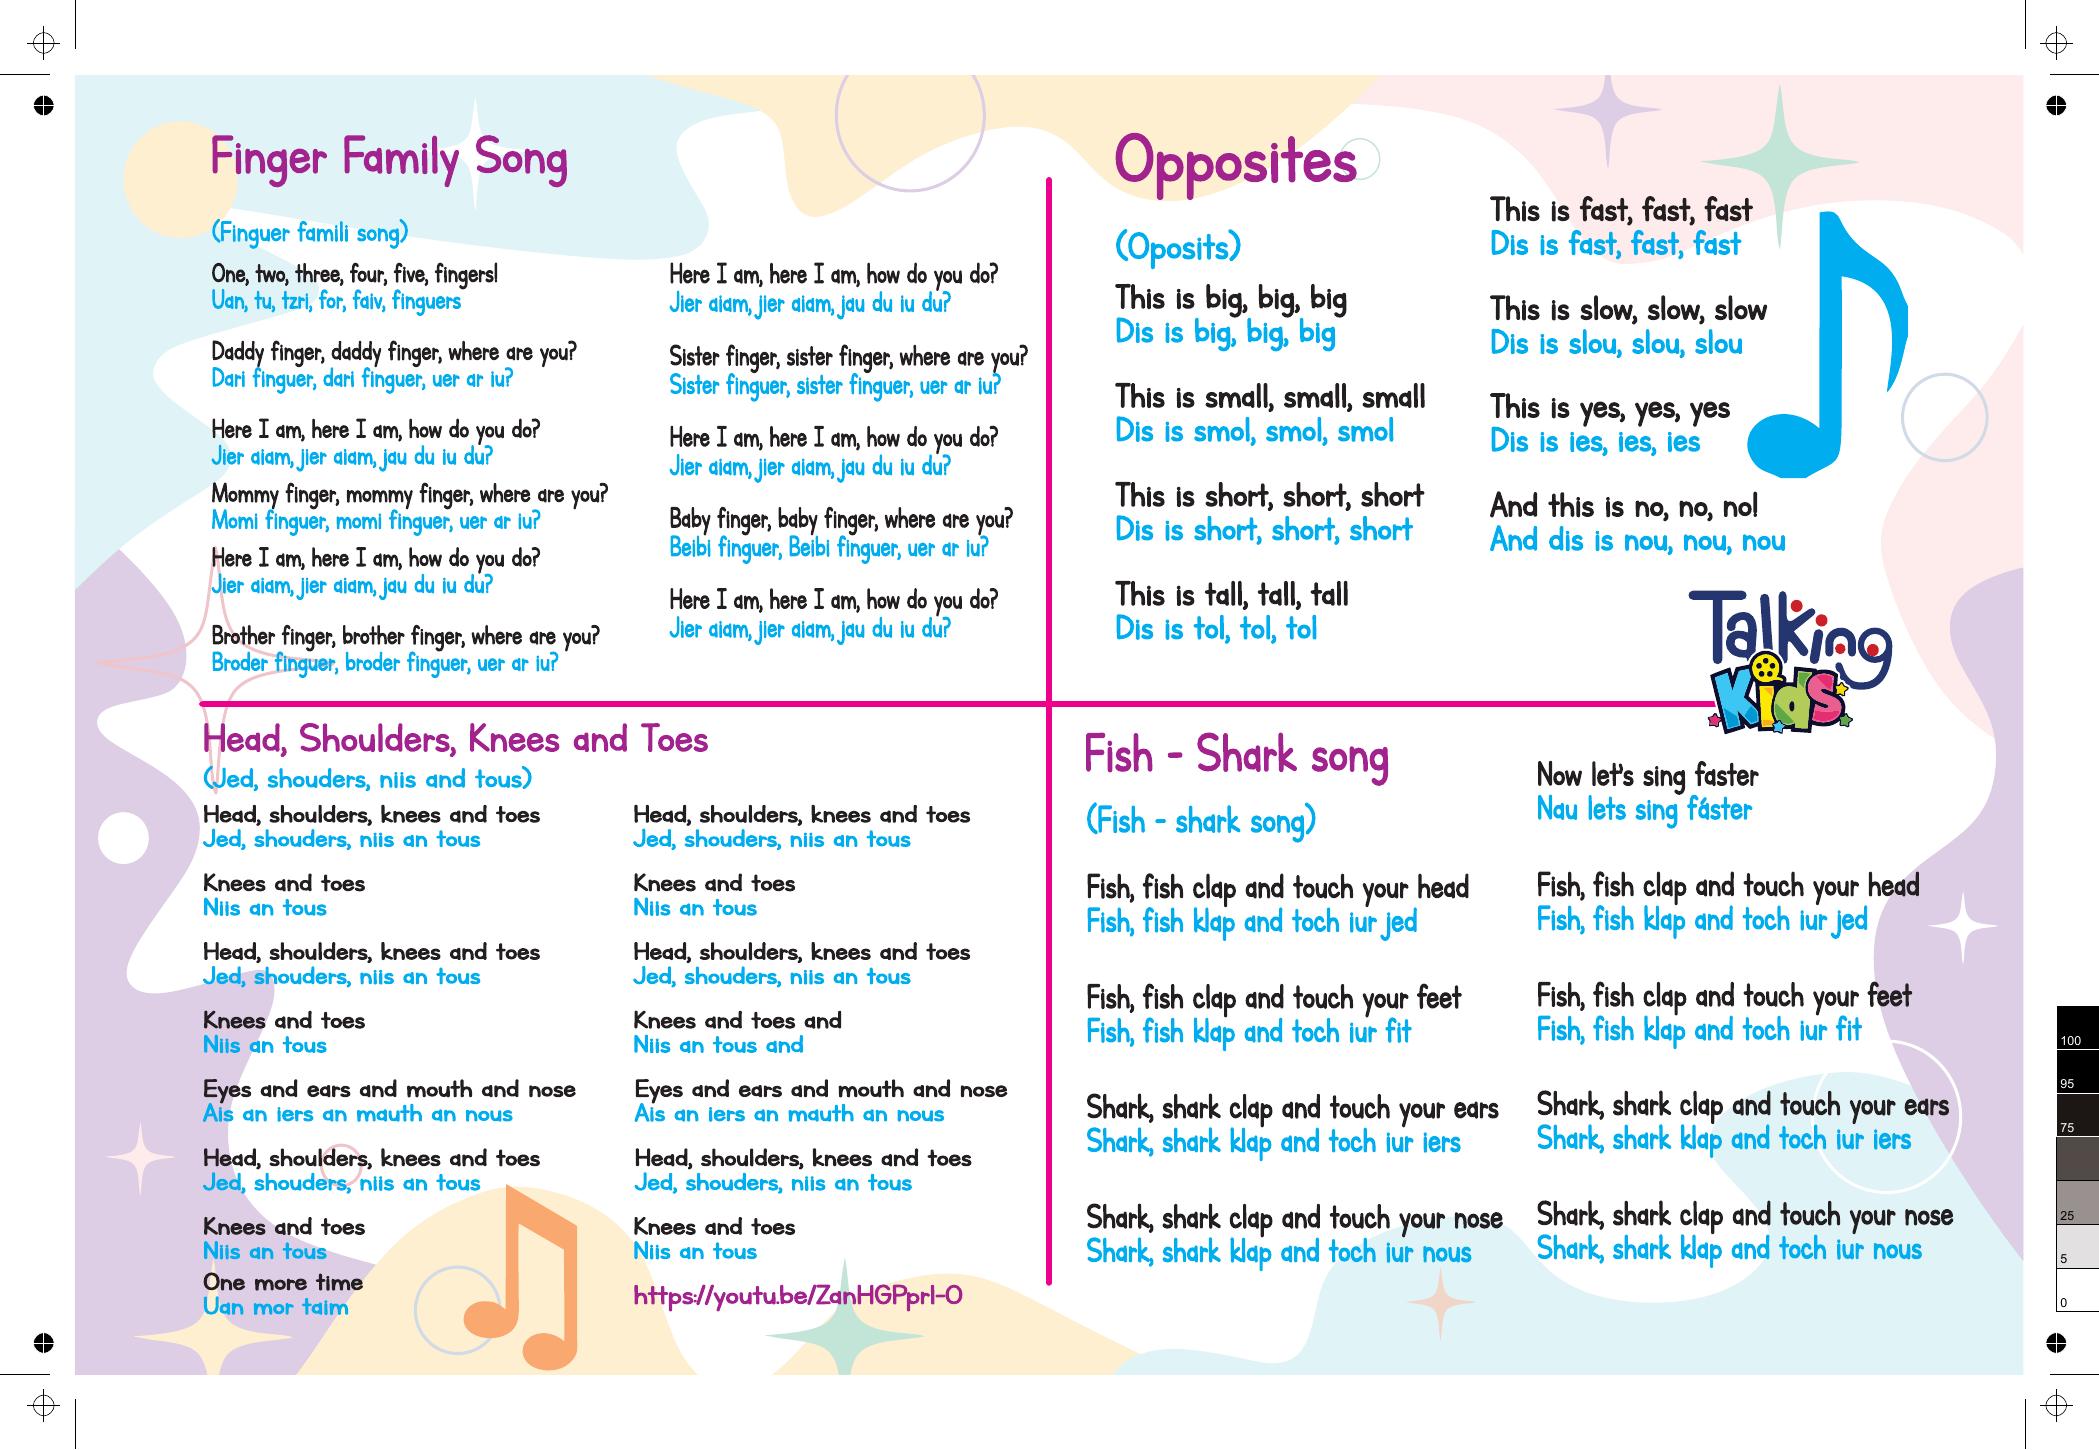 Finger Family Song
(Finguer famili song)
One, two, three, four, five, fingers!
Uan, tu, tzri, for, faiv, finguers
Daddy finger, daddy finger, where are you?
Dari finguer, dari finguer, uer ar iu?
Here I am, here I am, how do you do?
Jier aiam, jier aiam, jau du iu du?
Mommy finger, mommy finger, where are you?
Momi finguer, momi finguer, uer ar iu?
Here I am, here I am, how do you do?
Jier aiam, jier aiam, jau du iu du?
Brother finger, brother finger, where are you?
Broder finguer, broder finguer, uer ar iu?
Here I am, here I am, how do you do?
Jier aiam, jier aiam, jau du iu du?
Sister finger, sister finger, where are you?
Sister finguer, sister finguer, uer ar iu?
Here I am, here I am, how do you do?
Jier aiam, jier aiam, jau du iu du?
Baby finger, baby finger, where are you?
Beibi finguer, Beibi finguer, uer ar iu?
Here I am, here I am, how do you do?
Jier aiam, jier aiam, jau du iu du?
Opposites
(Oposits)
This is big, big, big
Dis is big, big, big
This is small, small, small
Dis is smol, smol, smol
This is short, short, short
Dis is short, short, short
This is tall, tall, tall
Dis is tol, tol, tol
This is fast, fast, fast
Dis is fast, fast, fast
This is slow, slow, slow
Dis is slou, slou, slou
This is yes, yes, yes
Dis is ies, ies, ies
And this is no, no, no!
And dis is nou, nou, nou
Talking
Kids
Head, Shoulders, Knees and Toes
(Jed, shouders, niis and tous)
Head, shoulders, knees and toes
Jed, shouders, niis an tous
Knees and toes
Niis an tous
Head, shoulders, knees and toes
Jed, shouders, niis an tous
Knees and toes
Niis an tous
Eyes and ears and mouth and nose
Ais an iers an mauth an nous
Head, shoulders, knees and toes
Jed, shouders, niis an tous
Knees and toes
Niis an tous
One more time
Uan mor taim
Head, shoulders, knees and toes
Jed, shouders, niis an tous
Knees and toes
Niis an tous
Head, shoulders, knees and toes
Jed, shouders, niis an tous
Knees and toes and
Niis an tous and
Eyes and ears and mouth and nose
Ais an iers an mauth an nous
Head, shoulders, knees and toes
Jed, shouders, niis an tous
Knees and toes
Niis an tous
https://youtu.be/ZanHGPprI-0
Fish - Shark song
(Fish - shark song)
Fish, fish clap and touch your head
Fish, fish klap and toch iur jed
Fish, fish clap and touch your feet
Fish, fish klap and toch iur fit
Shark, shark clap and touch your ears
Shark, shark klap and toch iur iers
Shark, shark clap and touch your nose
Shark, shark klap and toch iur nous
Now let's sing faster
Nau lets sing fáster
Fish, fish clap and touch your head
Fish, fish klap and toch iur jed
Fish, fish clap and touch your feet
Fish, fish klap and toch iur fit
Shark, shark clap and touch your ears
Shark, shark klap and toch iur iers
Shark, shark clap and touch your nose
Shark, shark klap and toch iur nous
100
95
75
25
5
0